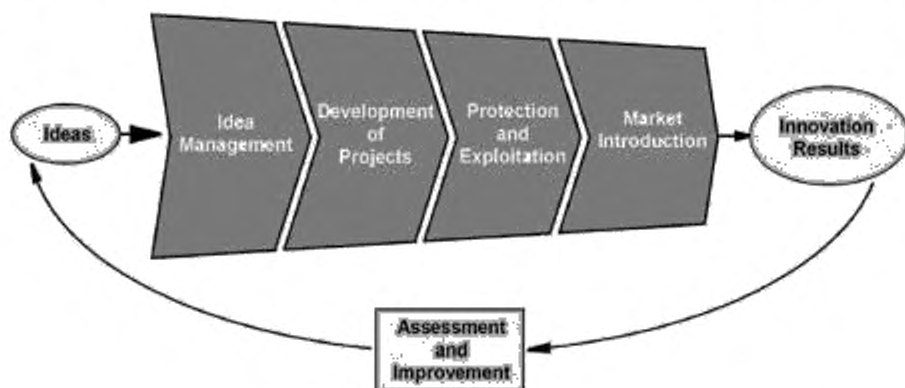 Ideas
Idea
Management
Development
of
Projects
Protection
and
Exploitation
Market
Introduction
Innovation
Results
Assessment
and
Improvement